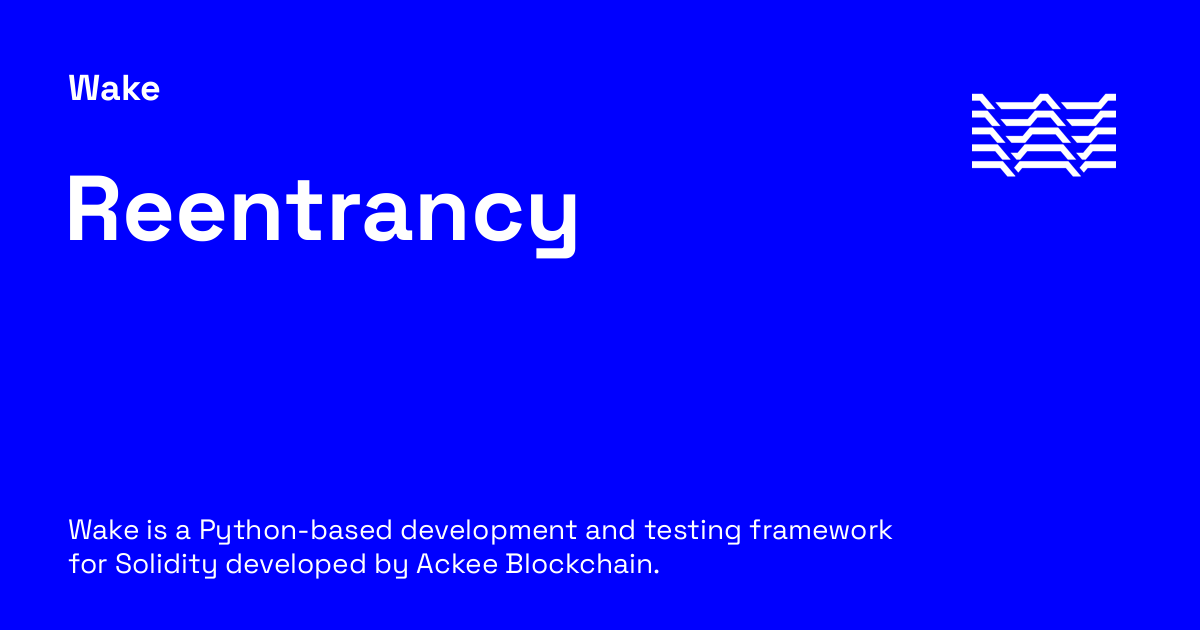 Wake
Reentrancy
Wake is a Python-based development and testing framework
for Solidity developed by Ackee Blockchain.